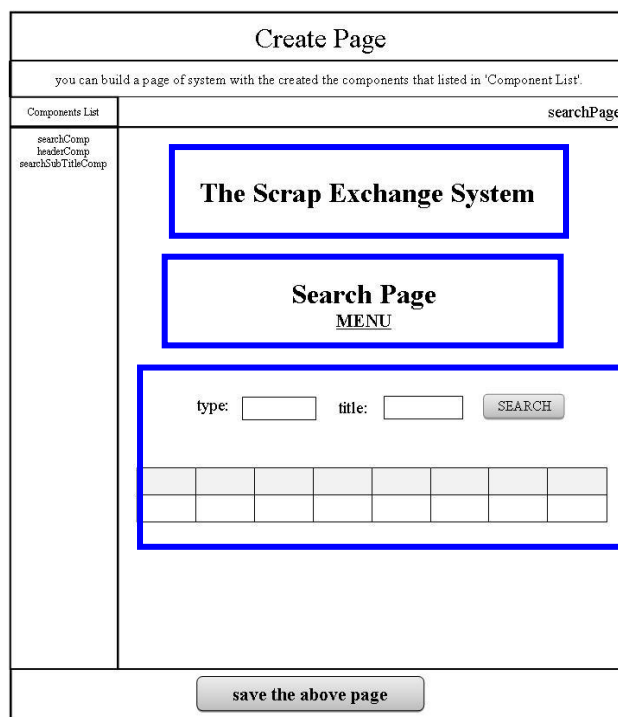 Create Page
you can build a page of system with the created the components that listed in 'Component List'.
Components List
searchPage
searchComp
headerComp
searchSubTitleComp
The Scrap Exchange System
Search Page
MENU
type:
title:
SEARCH
save the above page